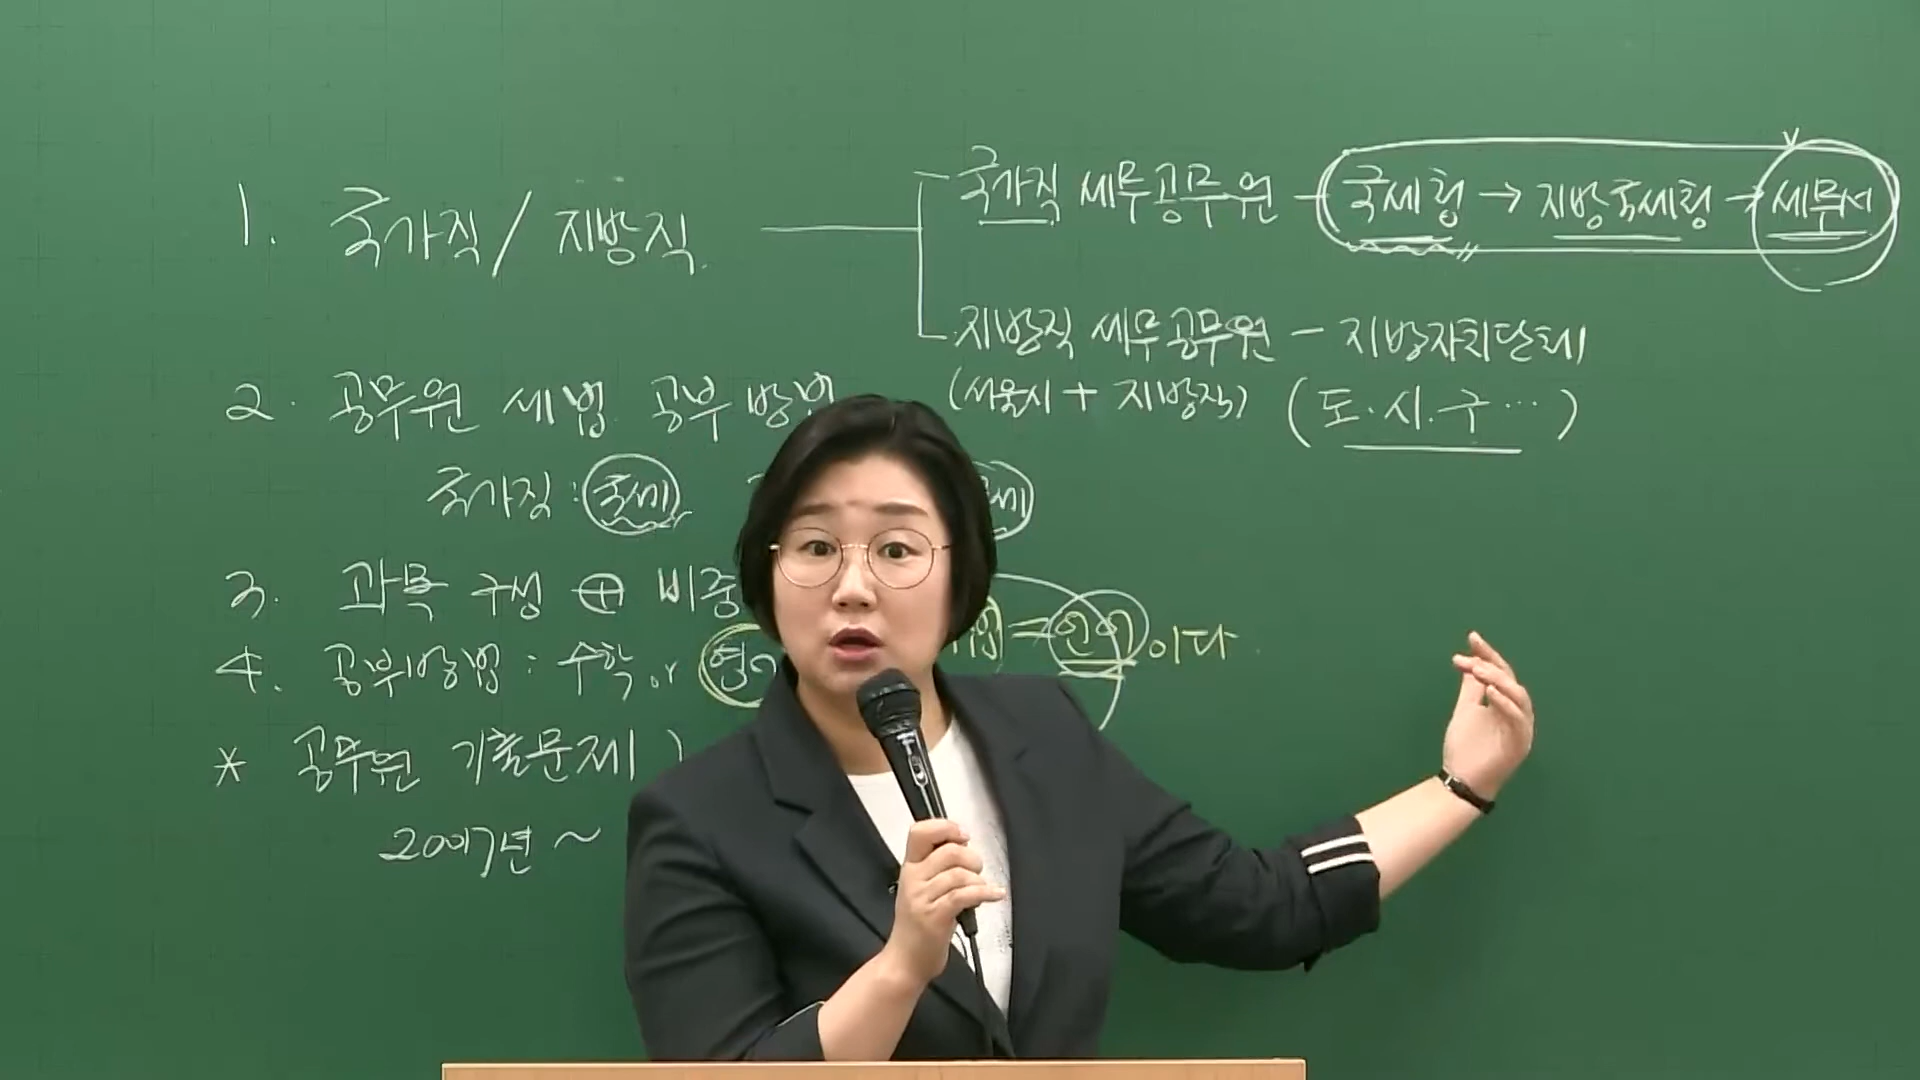 1. 국가직 / 지방직.
국가직 세무공무원 - 국세청 → 지방국세청 → 세무서
지방직 세무공무원 - 지방자치단체
(서울시 + 지방직) (도.시.구…)
2. 공무원 세법 공부방법
국가직 : 국세
3. 과목 구성 ⊕ 비중
4. 공부방법 : 수학 or = 언어이다.
* 공무원 기출문제)
2007년 ~